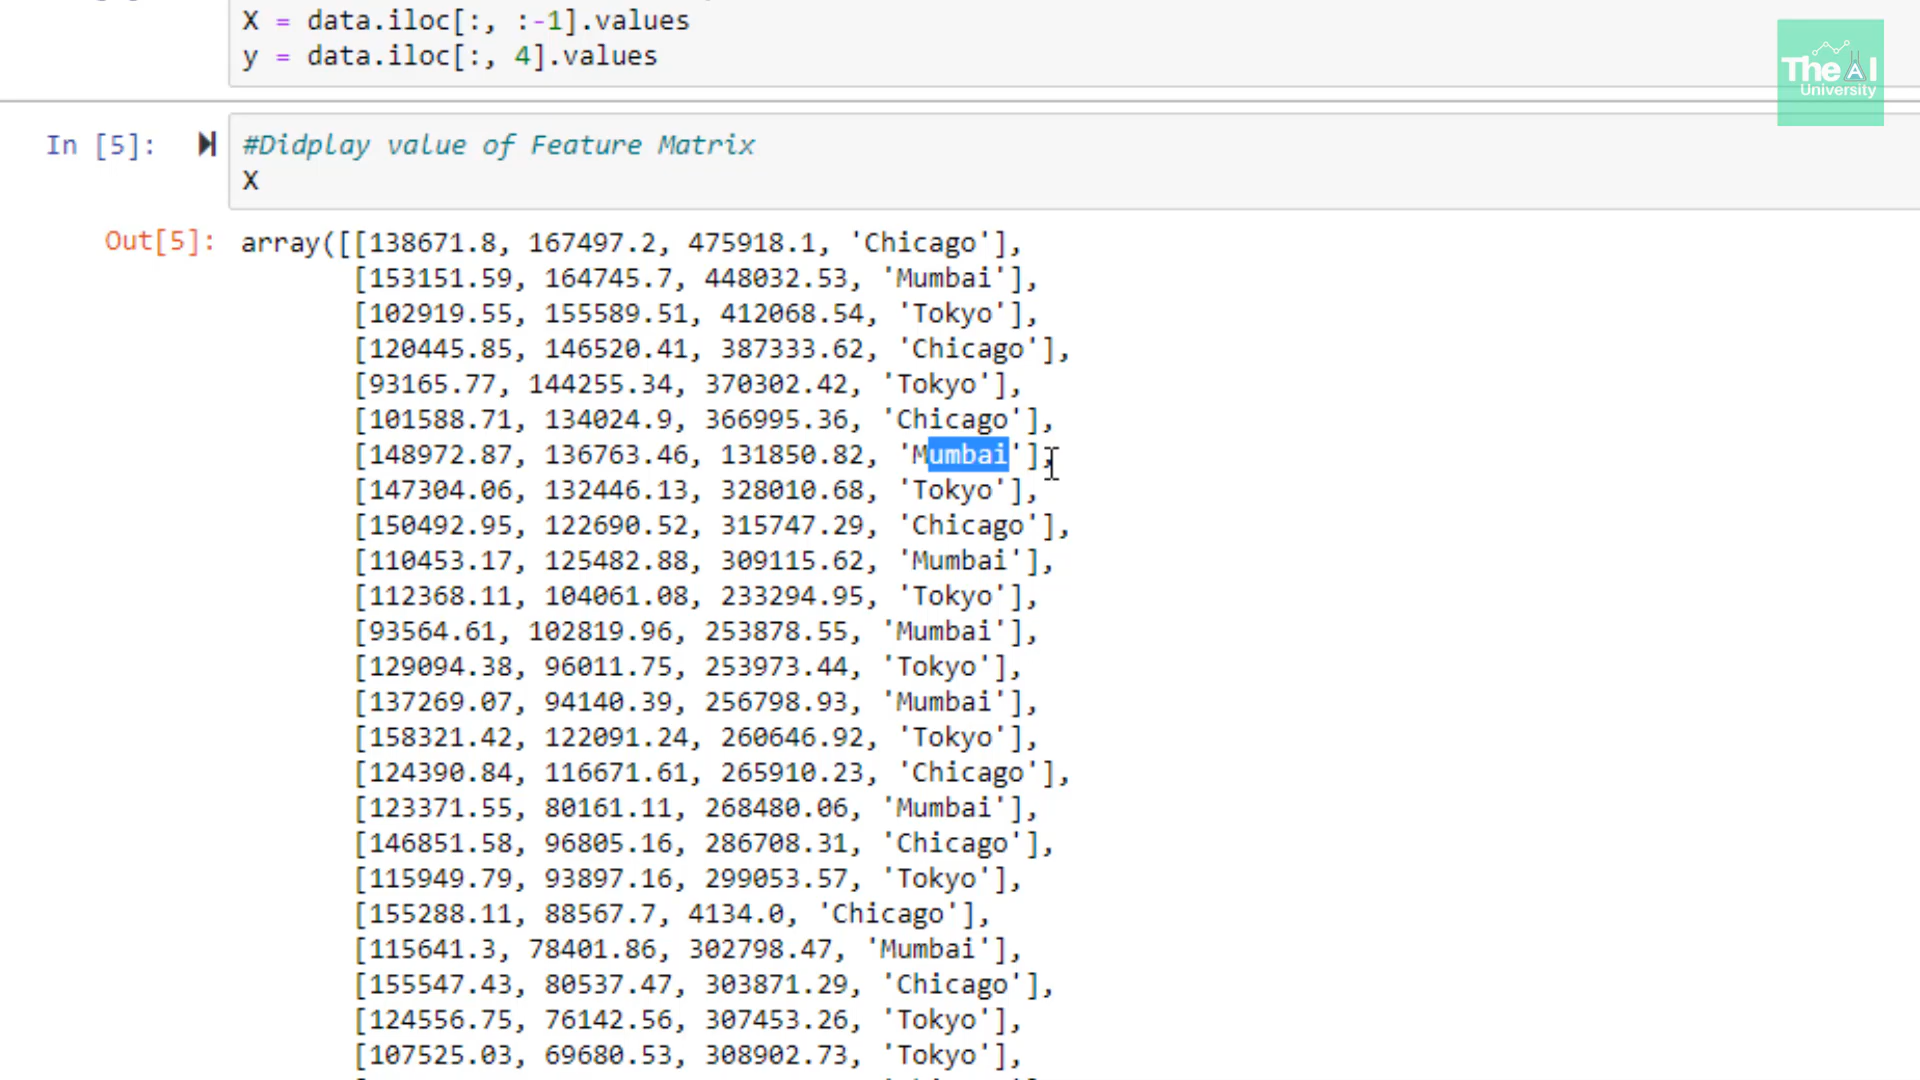 X = data.iloc[:, :-1].values
y = data.iloc[:, 4].values
The AI
University
In [5]:
#Didplay value of Feature Matrix
X
Out[5]: array([[138671.8, 167497.2, 475918.1, 'Chicago'],
[153151.59, 164745.7, 448032.53, 'Mumbai'],
[102919.55, 155589.51, 412068.54, 'Tokyo'],
[120445.85, 146520.41, 387333.62, 'Chicago'],
[93165.77, 144255.34, 370302.42, 'Tokyo'],
[101588.71, 134024.9, 366995.36, 'Chicago'],
[148972.87, 136763.46, 131850.82, 'Mumbai'],
[147304.06, 132446.13, 328010.68, 'Tokyo'],
[150492.95, 122690.52, 315747.29, 'Chicago'],
[110453.17, 125482.88, 309115.62, 'Mumbai'],
[112368.11, 104061.08, 233294.95, 'Tokyo'],
[93564.61, 102819.96, 253878.55, 'Mumbai'],
[129094.38, 96011.75, 253973.44, 'Tokyo'],
[137269.07, 94140.39, 256798.93, 'Mumbai'],
[158321.42, 122091.24, 260646.92, 'Tokyo'],
[124390.84, 116671.61, 265910.23, 'Chicago'],
[123371.55, 80161.11, 268480.06, 'Mumbai'],
[146851.58, 96805.16, 286708.31, 'Chicago'],
[115949.79, 93897.16, 299053.57, 'Tokyo'],
[155288.11, 88567.7, 4134.0, 'Chicago'],
[115641.3, 78401.86, 302798.47, 'Mumbai'],
[155547.43, 80537.47, 303871.29, 'Chicago'],
[124556.75, 76142.56, 307453.26, 'Tokyo'],
[107525.03, 69680.53, 308902.73, 'Tokyo'],